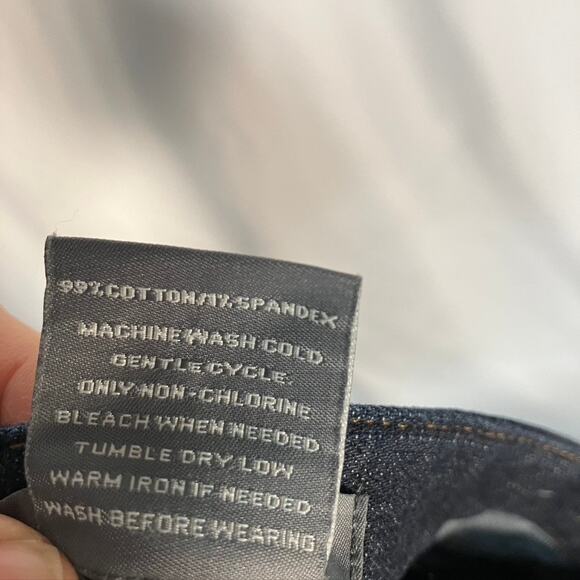 99% COTTON/1% SPANDEX
MACHINE WASH COLD
GENTLE CYCLE
ONLY NON-CHLORINE
BLEACH WHEN NEEDED
TUMBLE DRY LOW
WARM IRON IF NEEDED
WASH BEFORE WEARING